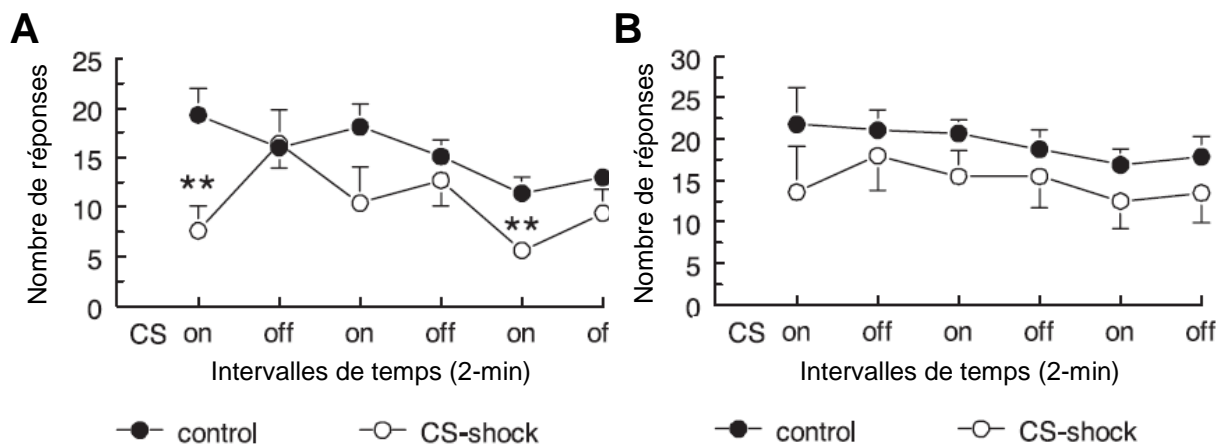 A
Nombre de réponses
25
20
15
10
5
0
**
**
CS on off on off on of
Intervalles de temps (2-min)
control CS-shock
B
Nombre de réponses
30
25
20
15
10
5
0
CS on off on off on off
Intervalles de temps (2-min)
control CS-shock